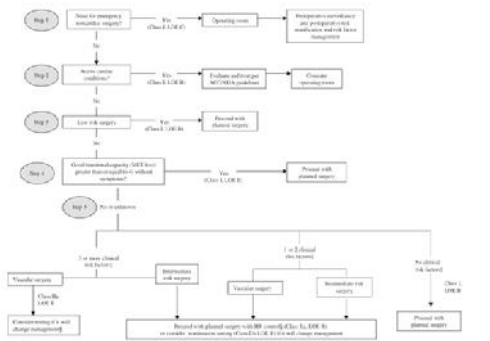 Step 1
Need for emergency
noncardiac surgery?
Yes
(Class I, LOE C)
Operating room
Perioperative surveillance
and postoperative risk
stratification and risk factor
management
No
Step 2
Active cardiac
conditions?
Yes
(Class I, LOE B)
Evaluate and treat per
ACC/AHA guidelines
Consider
operating room
No
Step 3
Low risk surgery
Yes
(Class I, LOE B)
Proceed with
planned surgery
No
Step 4
Good functional capacity (MET level
greater than or equal to 4) without
symptoms?
Yes
(Class I, LOE B)
Proceed with
planned surgery
Step 5
No or unknown
3 or more clinical
risk factors
1 or 2 clinical
risk factors
No clinical
risk factors
Class I,
LOE B
Vascular surgery
Intermediate
risk surgery
Vascular surgery
Intermediate risk
surgery
Class IIa,
LOE B
Consider testing if it will
change management
Proceed with planned surgery with HR control (Class IIa, LOE B)
or consider noninvasive testing (Class IIb LOE B) if it will change management
Proceed with
planned surgery